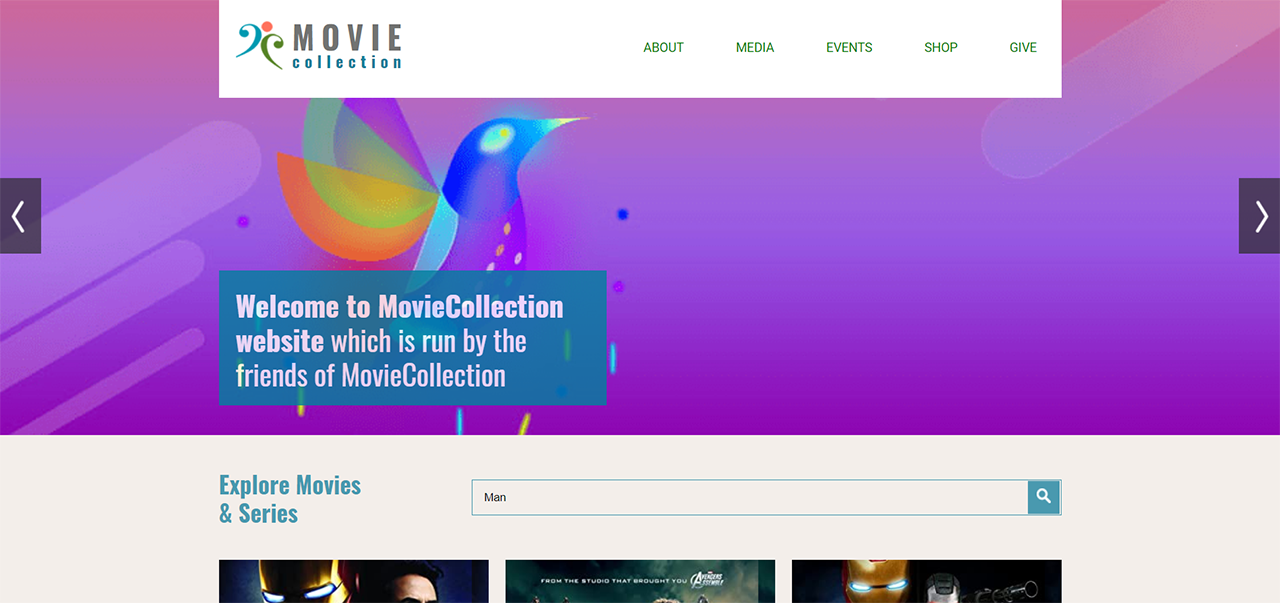 MOVIE
collection
ABOUT MEDIA EVENTS SHOP GIVE
Welcome to MovieCollection
website which is run by the
friends of MovieCollection
Explore Movies
& Series
Man
FROM THE STUDIO THAT BROUGHT YOU AVENGERS ASSEMBLE